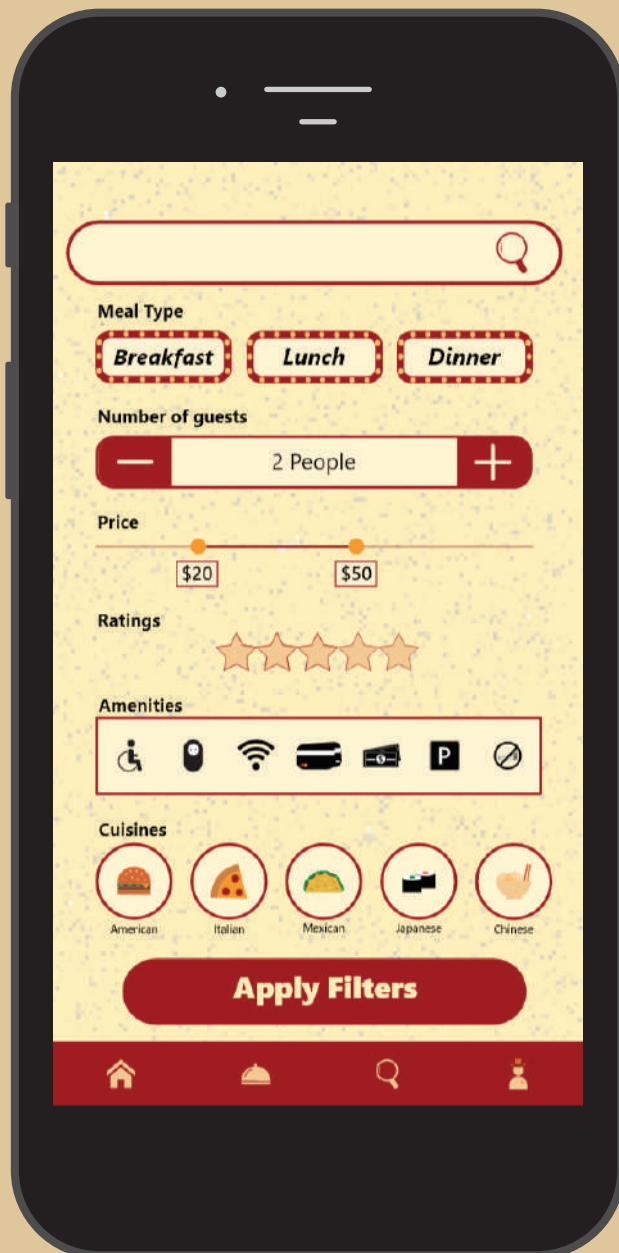 Meal Type
Breakfast Lunch Dinner
Number of guests
2 People
Price
$20 $50
Ratings
Amenities
P
Cuisines
American Italian Mexican Japanese Chinese
Apply Filters